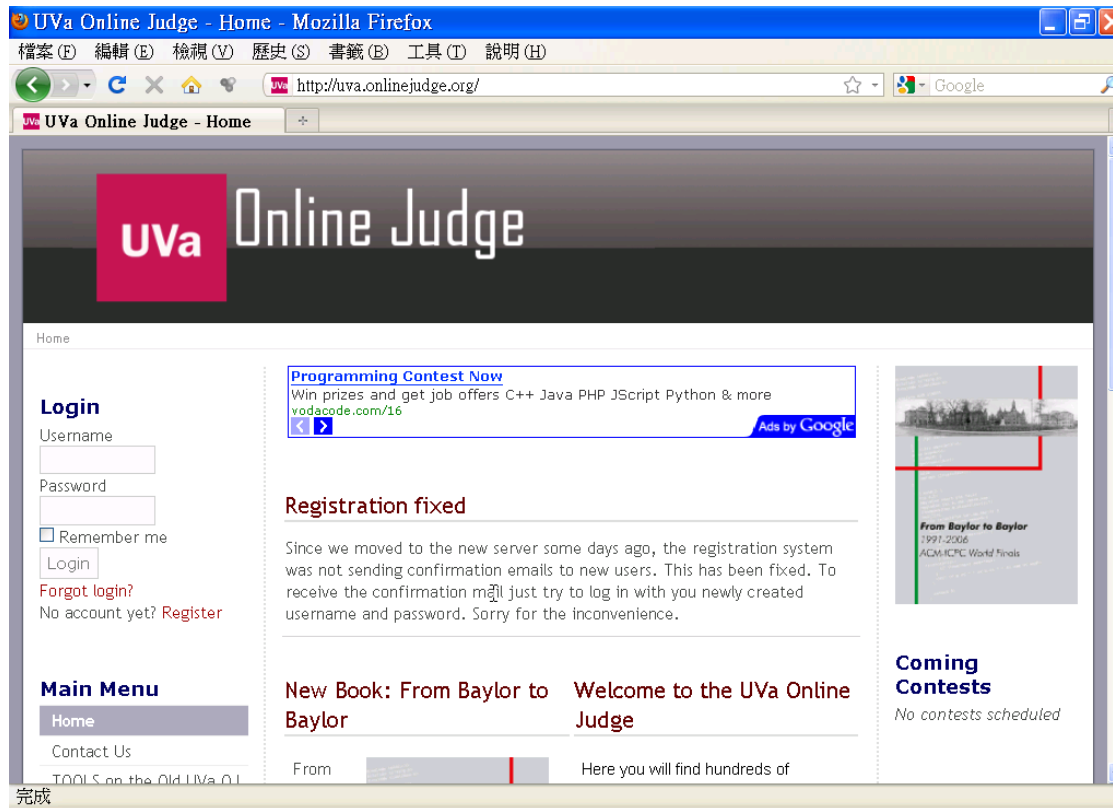 UVa Online Judge - Home - Mozilla Firefox
檔案(F) 編輯(E) 檢視(V) 歷史(S) 書籤(B) 工具(T) 說明(H)
http://uva.onlinejudge.org/
Google
UVa Online Judge - Home
UVa Online Judge
Home
Login
Username
Password
Remember me
Login
Forgot login?
No account yet? Register
Main Menu
Home
Contact Us
TOOLS on the Old UVa OJ
Programming Contest Now
Win prizes and get job offers C++ Java PHP JScript Python & more
vodacode.com/16
Ads by Google
Registration fixed
Since we moved to the new server some days ago, the registration system
was not sending confirmation emails to new users. This has been fixed. To
receive the confirmation mail just try to log in with you newly created
username and password. Sorry for the inconvenience.
New Book: From Baylor to
Baylor
From
Welcome to the UVa Online
Judge
Here you will find hundreds of
From Baylor to Baylor
1991-2006
ACM-ICPC World Finals
Coming
Contests
No contests scheduled
完成